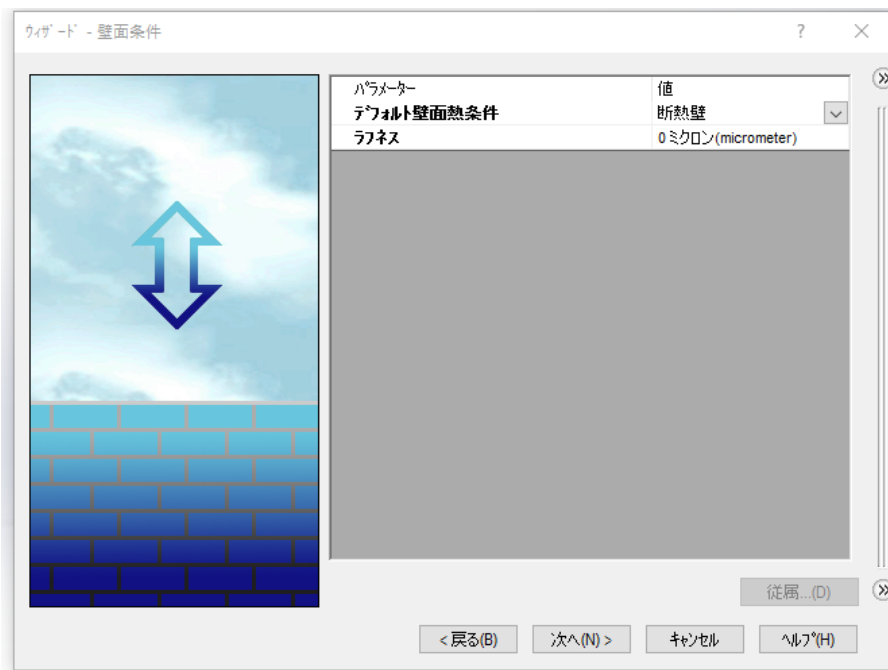 ウィザード - 壁面条件 ?
パラメーター 値
デフォルト壁面熱条件 断熱壁
ラフネス 0 ミクロン(micrometer)
従属...(D)
< 戻る(B) 次へ(N) > キャンセル ヘルプ(H)